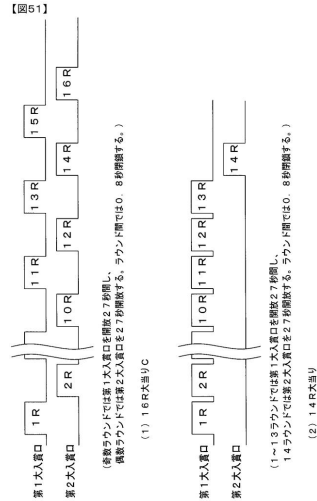 【図51】
第1大入賞口
1R
11R
13R
15R
第2大入賞口
2R
10R
12R
14R
16R
(奇数ラウンドでは第1大入賞口を開放27秒間し、
偶数ラウンドでは第2大入賞口を27秒開放する。ラウンド間では0.8秒閉鎖する。)
(1) 16R大当りC
第1大入賞口
1R
2R
10R
11R
12R
13R
第2大入賞口
14R
(1～13ラウンドでは第1大入賞口を開放27秒間し、
14ラウンドでは第2大入賞口を27秒開放する。ラウンド間では0.8秒閉鎖する。)
(2) 14R大当り